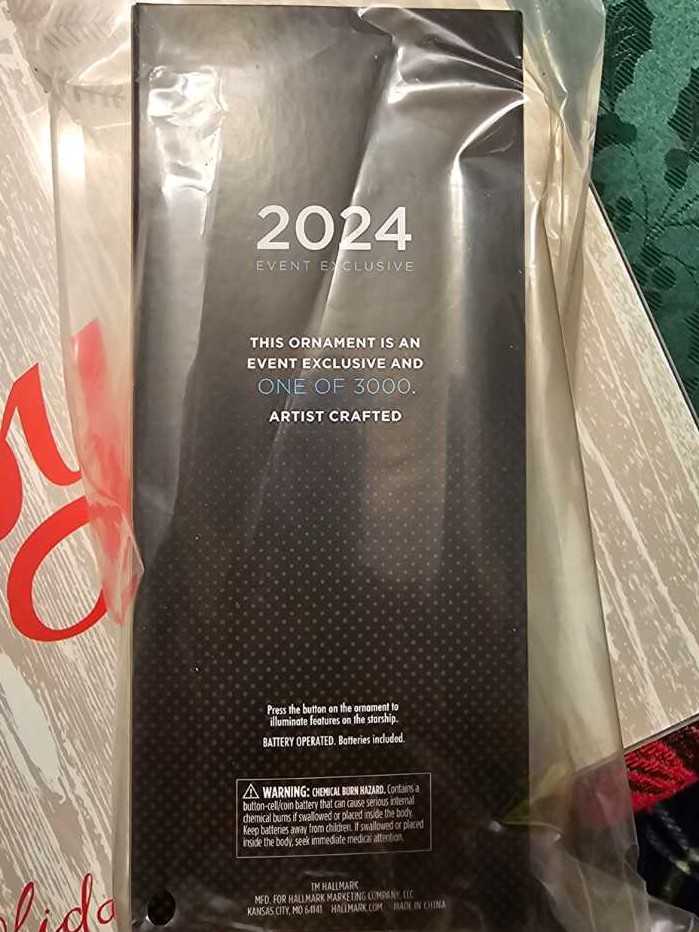 2024
EVENT EXCLUSIVE
THIS ORNAMENT IS AN
EVENT EXCLUSIVE AND
ONE OF 3000.
ARTIST CRAFTED
Press the button on the ornament to
illuminate features on the starship.
BATTERY OPERATED. Batteries included.
WARNING: CHEMICAL BURN HAZARD. Contains a
button-cell/coin battery that can cause serious internal
chemical burns if swallowed or placed inside the body.
Keep batteries away from children. If swallowed or placed
inside the body, seek immediate medical attention.
TM HALLMARK
MFD. FOR HALLMARK MARKETING COMPANY, LLC
KANSAS CITY, MO 64141 HALLMARK.COM MADE IN CHINA